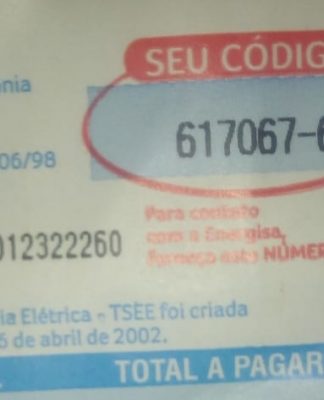 SEU CÓDIG
nia
617067-6
06/98
Para contato
com a Energisa,
forneça este NÚMER
012322260
ia Elétrica - TSEE foi criada
6 de abril de 2002.
TOTAL A PAGAR